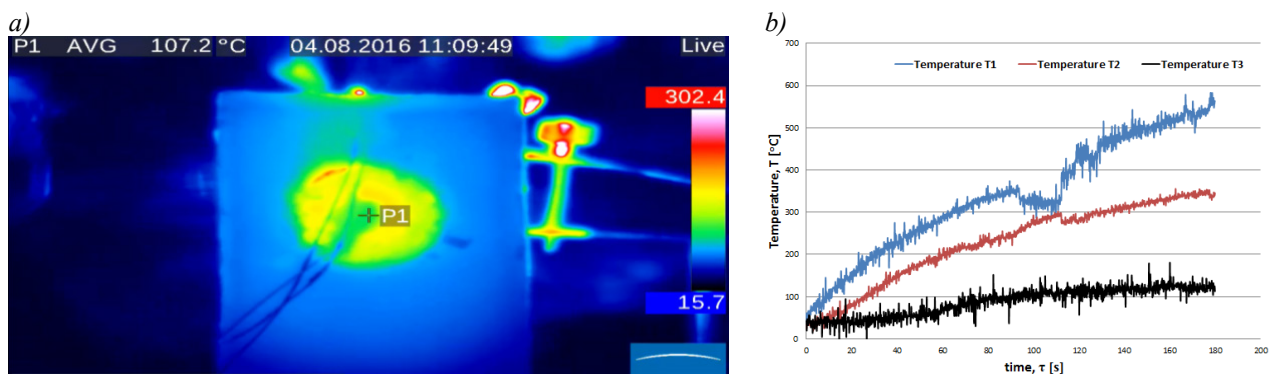 a)
P1 AVG 107.2 °C 04.08.2016 11:09:49 Live
302.4
P1
15.7
b)
700
600
500
400
300
200
100
0
Temperature, T [°C]
Temperature T1 Temperature T2 Temperature T3
0 20 40 60 80 100 120 140 160 180 200
time, τ [s]